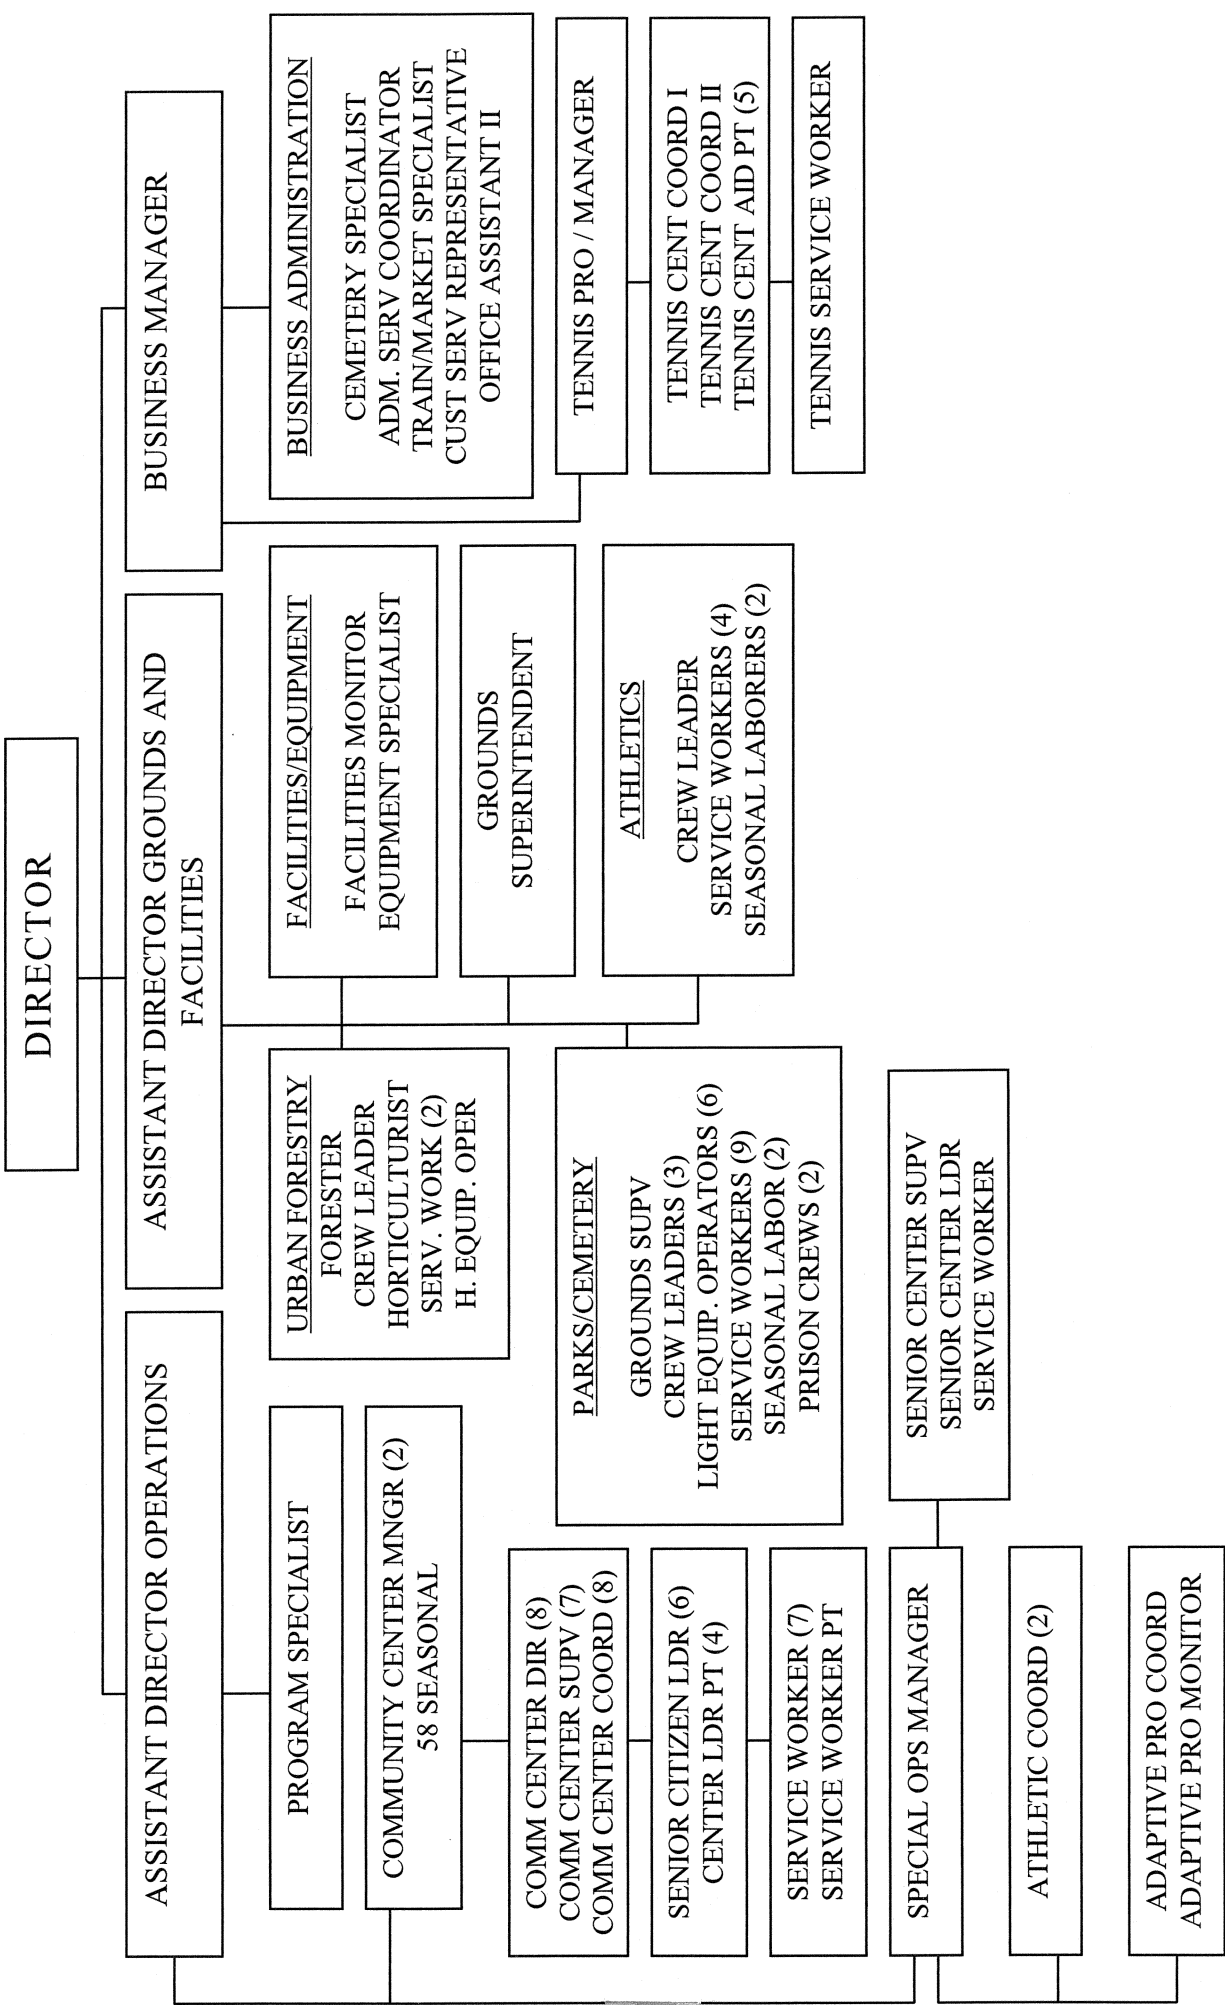 DIRECTOR
ASSISTANT DIRECTOR OPERATIONS
ASSISTANT DIRECTOR GROUNDS AND
FACILITIES
BUSINESS MANAGER
PROGRAM SPECIALIST
COMMUNITY CENTER MNGR (2)
58 SEASONAL
COMM CENTER DIR (8)
COMM CENTER SUPV (7)
COMM CENTER COORD (8)
SENIOR CITIZEN LDR (6)
CENTER LDR PT (4)
SERVICE WORKER (7)
SERVICE WORKER PT
SPECIAL OPS MANAGER
SENIOR CENTER SUPV
SENIOR CENTER LDR
SERVICE WORKER
ATHLETIC COORD (2)
ADAPTIVE PRO COORD
ADAPTIVE PRO MONITOR
URBAN FORESTRY
FORESTER
CREW LEADER
HORTICULTURIST
SERV. WORK (2)
H. EQUIP. OPER
PARKS/CEMETERY
GROUNDS SUPV
CREW LEADERS (3)
LIGHT EQUIP. OPERATORS (6)
SERVICE WORKERS (9)
SEASONAL LABOR (2)
PRISON CREWS (2)
FACILITIES/EQUIPMENT
FACILITIES MONITOR
EQUIPMENT SPECIALIST
GROUNDS
SUPERINTENDENT
ATHLETICS
CREW LEADER
SERVICE WORKERS (4)
SEASONAL LABORERS (2)
BUSINESS ADMINISTRATION
CEMETERY SPECIALIST
ADM. SERV COORDINATOR
TRAIN/MARKET SPECIALIST
CUST SERV REPRESENTATIVE
OFFICE ASSISTANT II
TENNIS PRO / MANAGER
TENNIS CENT COORD I
TENNIS CENT COORD II
TENNIS CENT AID PT (5)
TENNIS SERVICE WORKER